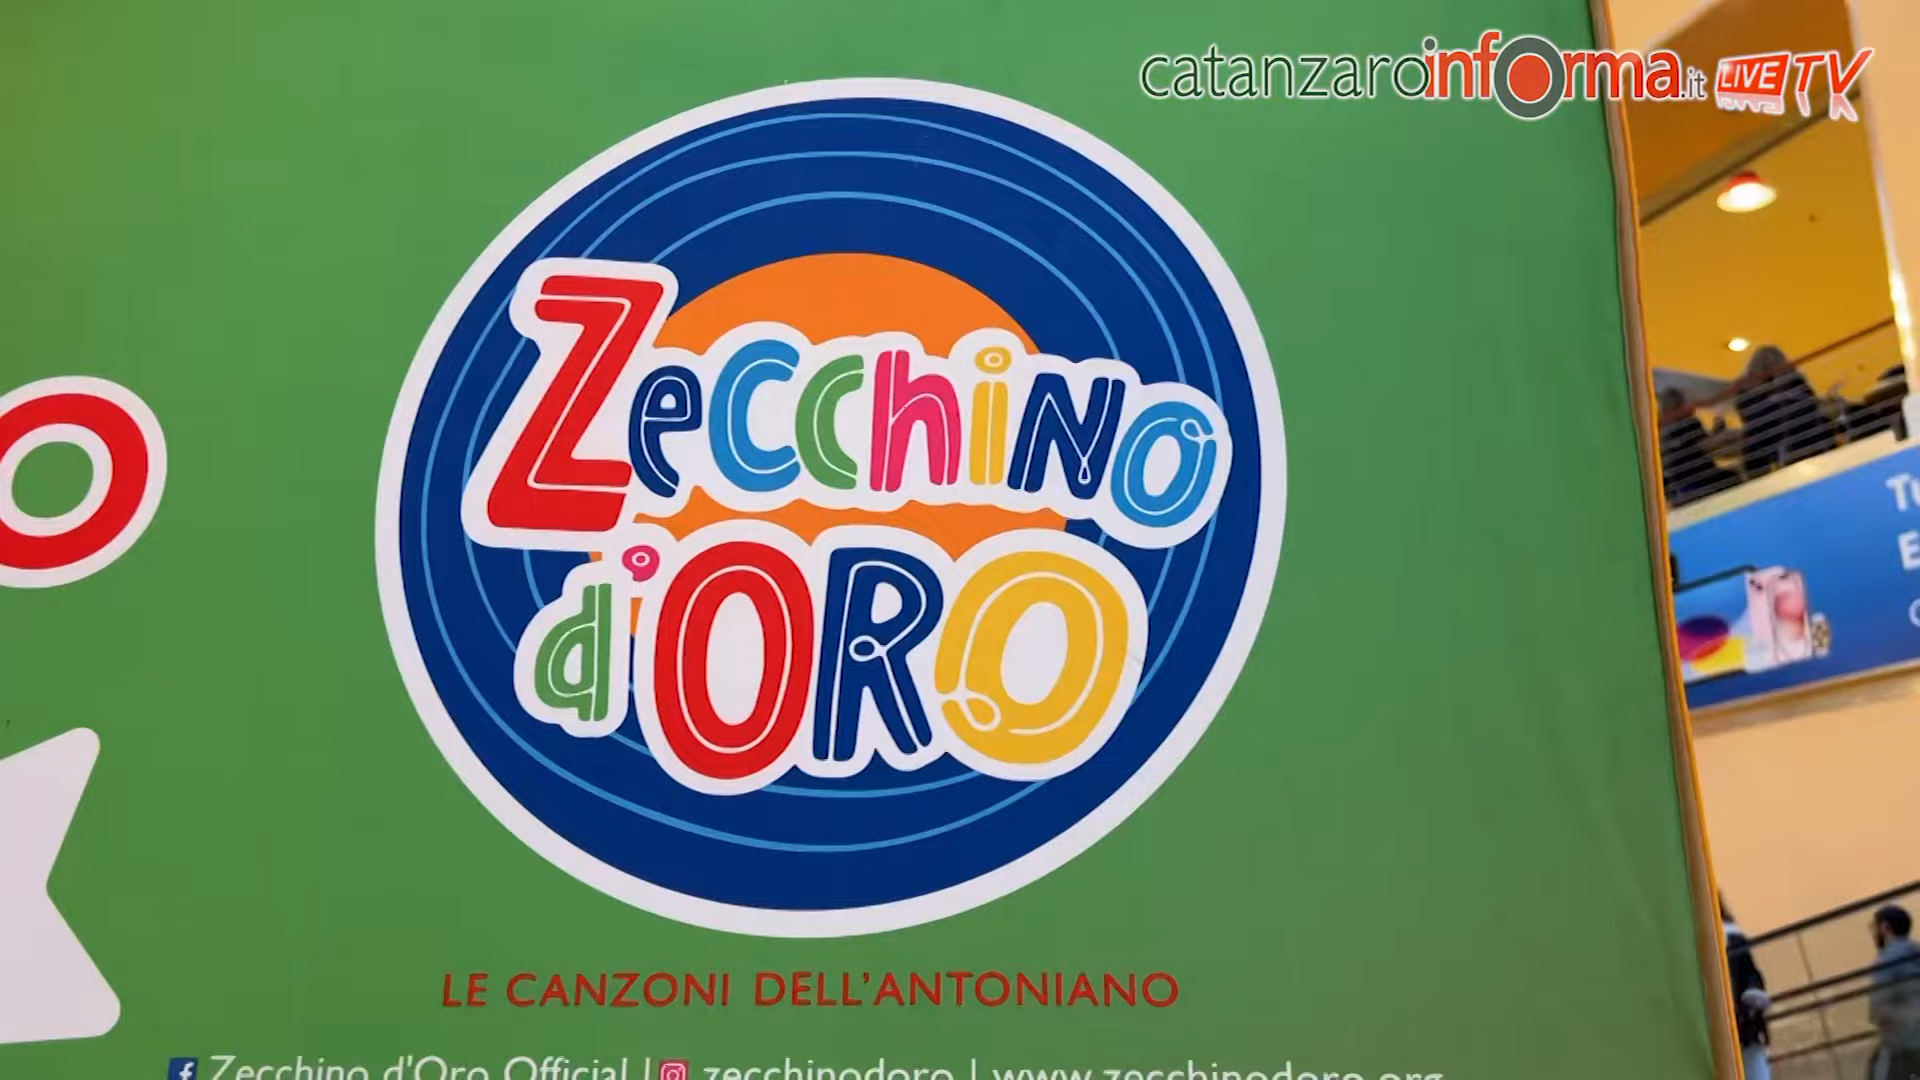 catanzaroinforma.it LIVE TV
Zecchino
d'ORO
LE CANZONI DELL'ANTONIANO
Zecchino d'Oro Official | zecchinodoro | www.zecchinodoro.org